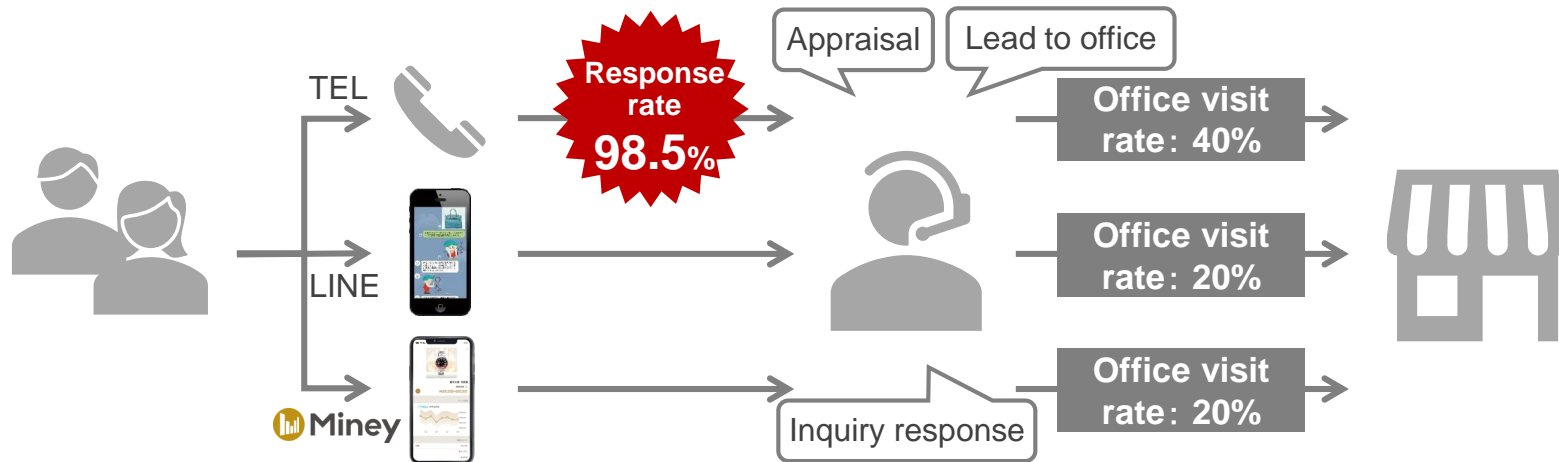 Appraisal
Lead to office
TEL
Response
rate
98.5%
Office visit
rate: 40%
LINE
Office visit
rate: 20%
Miney
Office visit
rate: 20%
Inquiry response